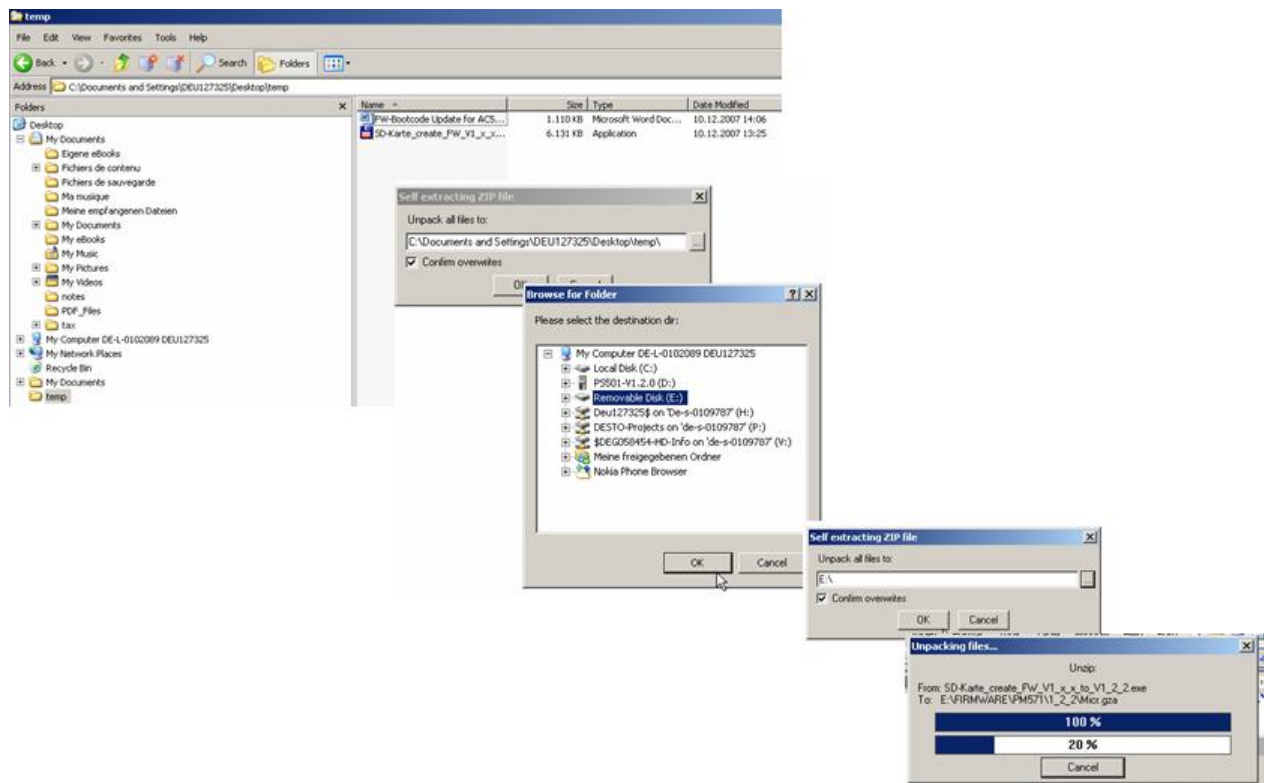 temp
File Edit View Favorites Tools Help
Back Search Folders
Address C:\Documents and Settings\DEU127325\Desktop\temp
Folders x Name Size Type Date Modified
Desktop
My Documents
Eigene eBooks
Fichiers de contenu
Fichiers de sauvegarde
Ma musique
Meine empfangenen Dateien
My Documents
My eBooks
My Music
My Pictures
My Videos
notes
PDF_Files
tax
My Computer DE-L-0102089 DEU127325
My Network Places
Recycle Bin
My Documents
temp
FW-Bootcode Update for AC5... 1.110 KB Microsoft Word Doc... 10.12.2007 14:06
SD-Karte_create_FW_V1_x_x... 6.131 KB Application 10.12.2007 13:25
Self extracting ZIP file
Unpack all files to:
C:\Documents and Settings\DEU127325\Desktop\temp\
...
Confirm overwrites
Browse for Folder
Please select the destination dir:
My Computer DE-L-0102089 DEU127325
Local Disk (C:)
PS501-V1.2.0 (D:)
Removable Disk (E:)
Deu127325$ on 'De-s-0109787' (H:)
DESTO-Projects on 'de-s-0109787' (P:)
$DEG058454-HD-Info on 'de-s-0109787' (V:)
Meine freigegebenen Ordner
Nokia Phone Browser
OK Cancel
Self extracting ZIP file
Unpack all files to:
E:\
...
Confirm overwrites
OK Cancel
Unpacking files...
Unzip:
From: SD-Karte_create_FW_V1_x_x_to_V1_2_2.exe
To: E:\FIRMWARE\PM571\1_2_2\Micr.gza
100 %
20 %
Cancel